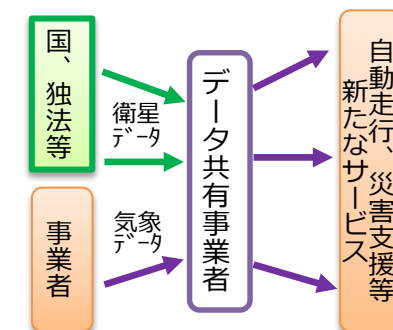 国、独法等
衛星
ﾃﾞｰﾀ
事業者
気象
ﾃﾞｰﾀ
データ共有事業者
自動走行、災害支援等
新たなサービス